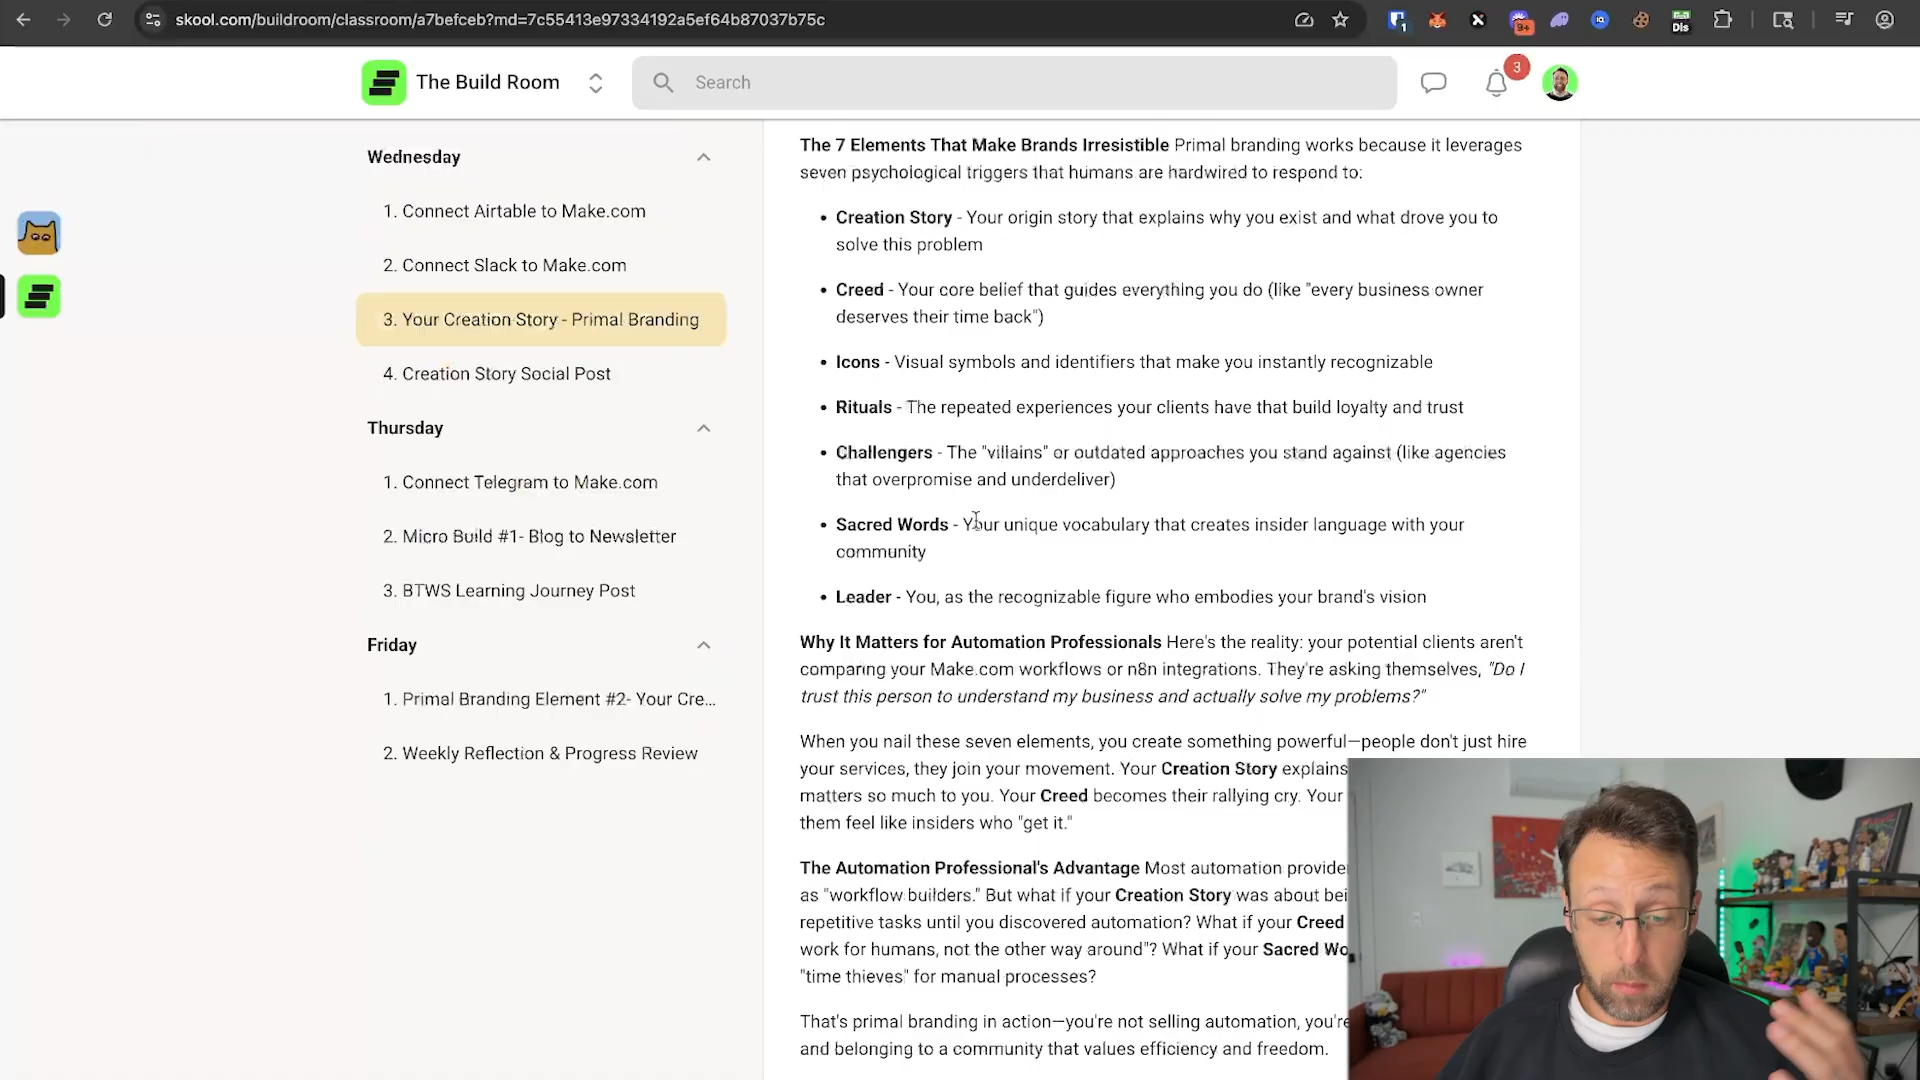 skool.com/buildroom/classroom/a7befceb?md=7c55413e97334192a5ef64b87037b75c
1
9+
Dis
The Build Room
Search
3
Wednesday
1. Connect Airtable to Make.com
2. Connect Slack to Make.com
3. Your Creation Story - Primal Branding
4. Creation Story Social Post
Thursday
1. Connect Telegram to Make.com
2. Micro Build #1- Blog to Newsletter
3. BTWS Learning Journey Post
Friday
1. Primal Branding Element #2- Your Cre...
2. Weekly Reflection & Progress Review
The 7 Elements That Make Brands Irresistible Primal branding works because it leverages
seven psychological triggers that humans are hardwired to respond to:
• Creation Story - Your origin story that explains why you exist and what drove you to
solve this problem
• Creed - Your core belief that guides everything you do (like "every business owner
deserves their time back")
• Icons - Visual symbols and identifiers that make you instantly recognizable
• Rituals - The repeated experiences your clients have that build loyalty and trust
• Challengers - The "villains" or outdated approaches you stand against (like agencies
that overpromise and underdeliver)
• Sacred Words - Your unique vocabulary that creates insider language with your
community
• Leader - You, as the recognizable figure who embodies your brand's vision
Why It Matters for Automation Professionals Here's the reality: your potential clients aren't
comparing your Make.com workflows or n8n integrations. They're asking themselves, "Do I
trust this person to understand my business and actually solve my problems?"
When you nail these seven elements, you create something powerful—people don't just hire
your services, they join your movement. Your Creation Story explains
matters so much to you. Your Creed becomes their rallying cry. Your
them feel like insiders who "get it."
The Automation Professional's Advantage Most automation provide
as "workflow builders." But what if your Creation Story was about bei
repetitive tasks until you discovered automation? What if your Creed
work for humans, not the other way around"? What if your Sacred Wo
"time thieves" for manual processes?
That's primal branding in action—you're not selling automation, you're
and belonging to a community that values efficiency and freedom.